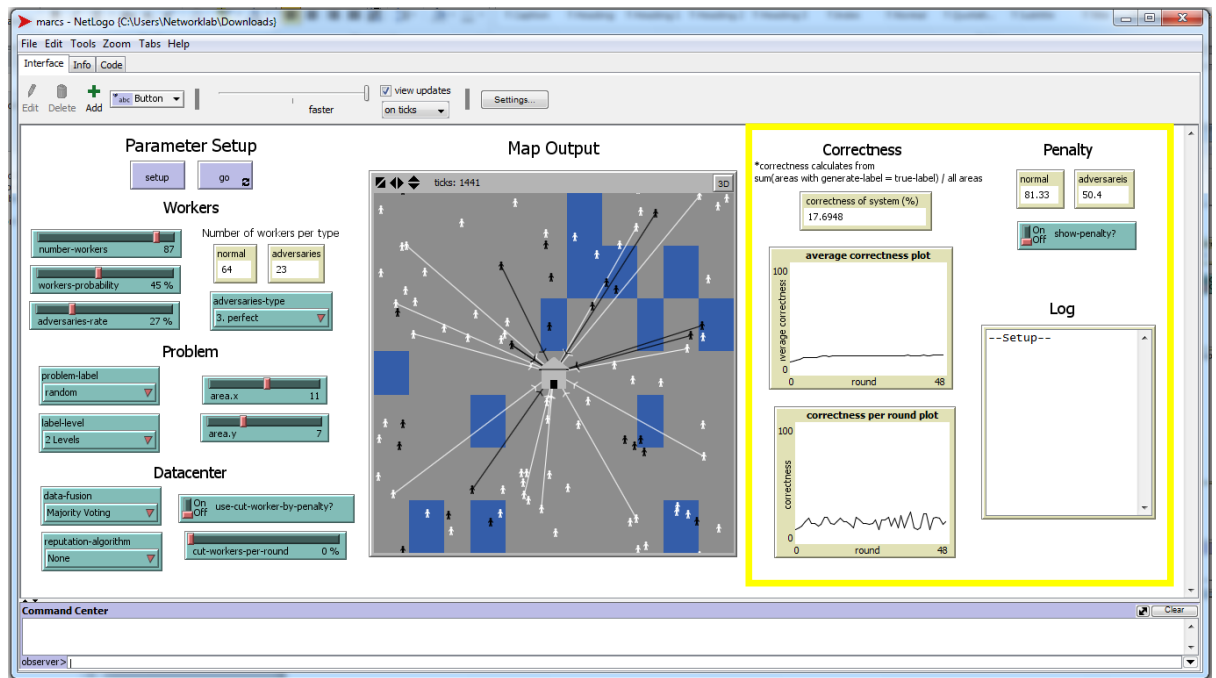 marcs - NetLogo {C:\Users\Networklab\Downloads}
File Edit Tools Zoom Tabs Help
Interface Info Code
Edit Delete Add abc Button faster view updates on ticks Settings...
Parameter Setup
setup go
Workers
number-workers 87
workers-probability 45 %
adversaries-rate 27 %
Number of workers per type
normal 64
adversaries 23
adversaries-type
3. perfect
Problem
problem-label
random
label-level
2 Levels
area.x 11
area.y 7
Datacenter
data-fusion
Majority Voting
reputation-algorithm
None
On Off use-cut-worker-by-penalty?
cut-workers-per-round 0 %
Map Output
ticks: 1441 3D
Correctness
*correctness calculates from
sum(areas with generate-label = true-label) / all areas
correctness of system (%)
17.6948
average correctness plot
100
average correctness
0
0 round 48
correctness per round plot
100
correctness
0
0 round 48
Penalty
normal 81.33
adversareis 50.4
On Off show-penalty?
Log
--Setup--
Command Center Clear
observer>